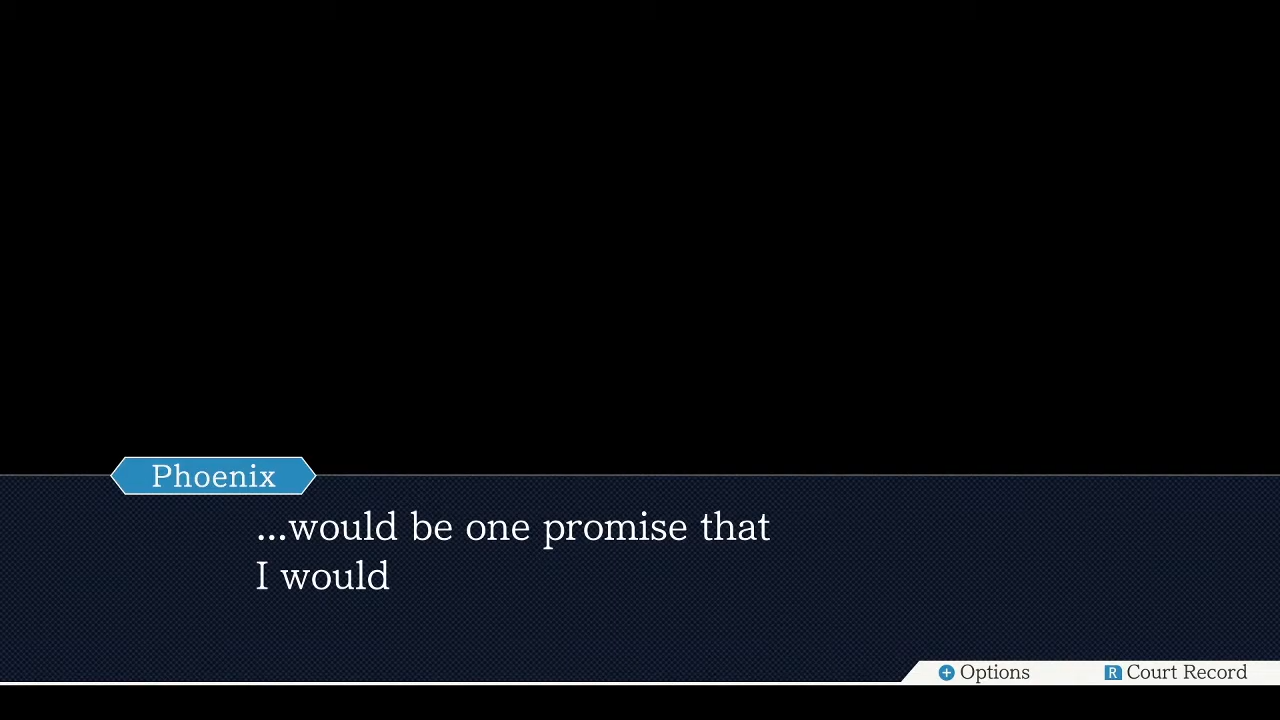 Phoenix
...would be one promise that
I would
+ Options
R Court Record